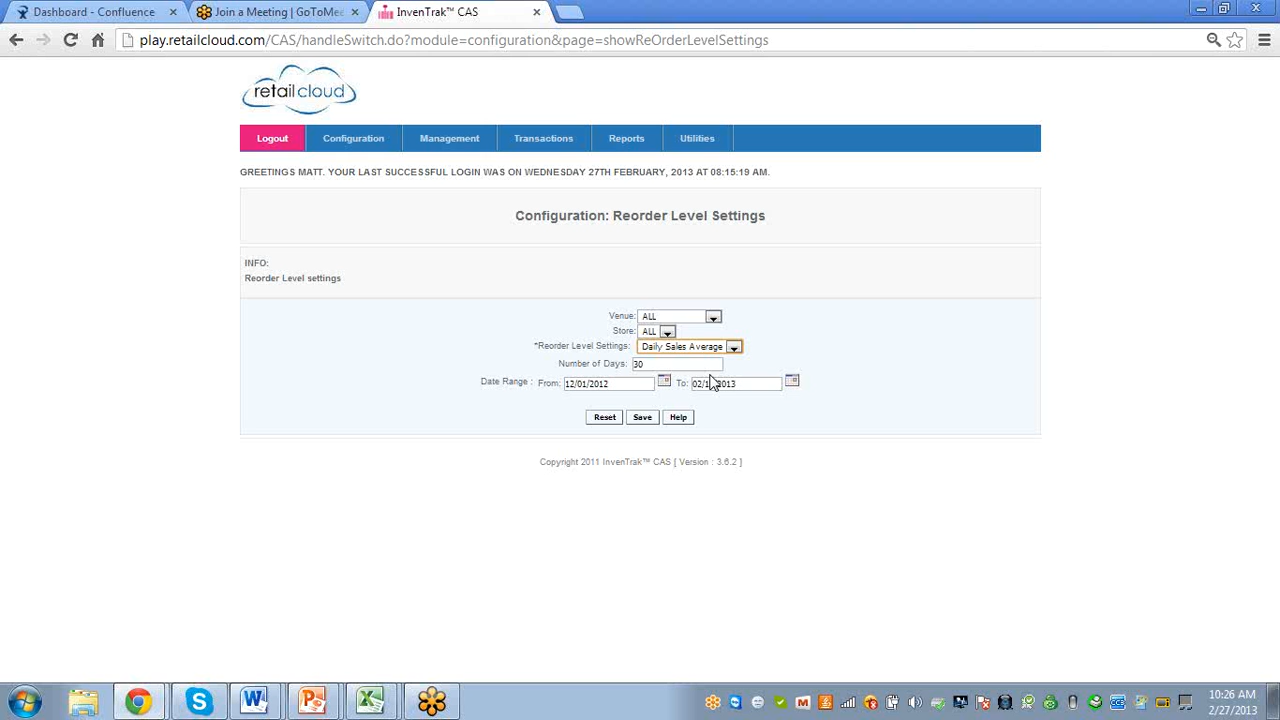 Dashboard - Confluence
Join a Meeting | GoToMee
InvenTrak™ CAS
play.retailcloud.com/CAS/handleSwitch.do?module=configuration&page=showReOrderLevelSettings
retailcloud
Logout Configuration Management Transactions Reports Utilities
GREETINGS MATT. YOUR LAST SUCCESSFUL LOGIN WAS ON WEDNESDAY 27TH FEBRUARY, 2013 AT 08:15:19 AM.
Configuration: Reorder Level Settings
INFO:
Reorder Level settings
Venue: ALL
Store: ALL
*Reorder Level Settings: Daily Sales Average
Number of Days: 30
Date Range : From: 12/01/2012 To:
Reset Save Help
Copyright 2011 InvenTrak™ CAS [ Version : 3.6.2 ]
10:26 AM
2/27/2013